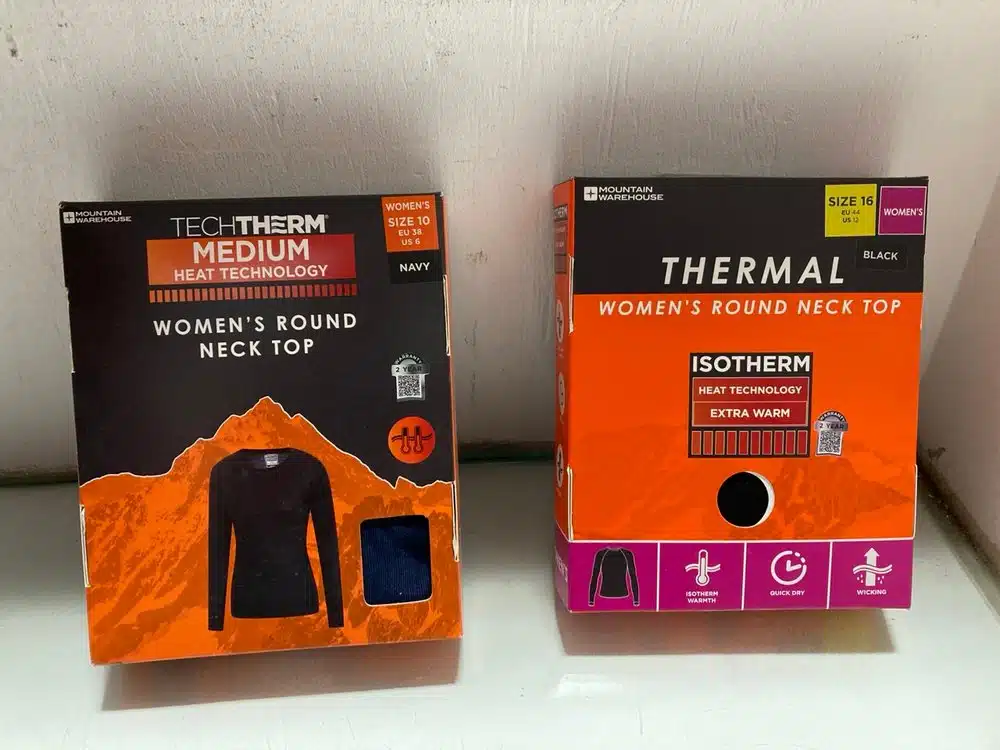 MOUNTAIN
WAREHOUSE
TECHTHERM®
MEDIUM
HEAT TECHNOLOGY
WOMEN'S
SIZE 10
EU 38
US 6
NAVY
WOMEN'S ROUND
NECK TOP
WARRANTY
2 YEAR
MOUNTAIN
WAREHOUSE
SIZE 16
EU 44
US 12
WOMEN'S
BLACK
THERMAL
WOMEN'S ROUND NECK TOP
ISOTHERM
HEAT TECHNOLOGY
EXTRA WARM
WARRANTY
2 YEAR
ISOTHERM
WARMTH
QUICK DRY
WICKING